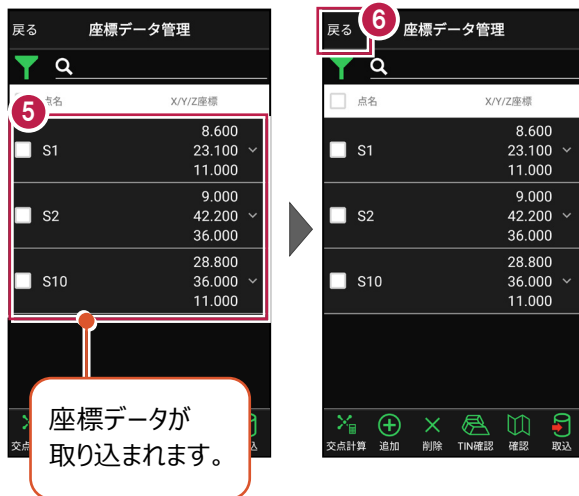 戻る 座標データ管理
5
点名 X/Y/Z座標
8.600
S1 23.100
11.000
9.000
S2 42.200
36.000
28.800
S10 36.000
11.000
座標データが
取り込まれます。
6
戻る 座標データ管理
点名 X/Y/Z座標
8.600
S1 23.100
11.000
9.000
S2 42.200
36.000
28.800
S10 36.000
11.000
交点計算 追加 削除 TIN確認 確認 取込